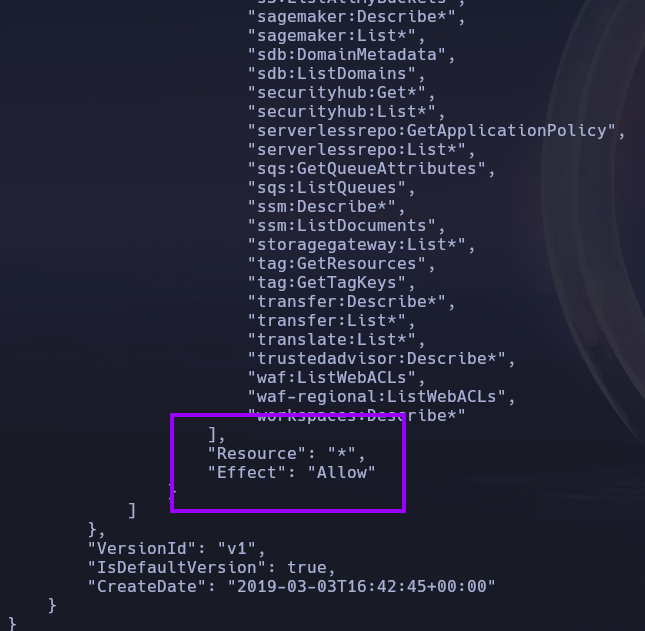 "sagemaker:Describe*",
"sagemaker:List*",
"sdb:DomainMetadata",
"sdb:ListDomains",
"securityhub:Get*",
"securityhub:List*",
"serverlessrepo:GetApplicationPolicy",
"serverlessrepo:List*",
"sqs:GetQueueAttributes",
"sqs:ListQueues",
"ssm:Describe*",
"ssm:ListDocuments",
"storagegateway:List*",
"tag:GetResources",
"tag:GetTagKeys",
"transfer:Describe*",
"transfer:List*",
"translate:List*",
"trustedadvisor:Describe*",
"waf:ListWebACLs",
"waf-regional:ListWebACLs",
"workspaces:Describe*"
],
"Resource": "*",
"Effect": "Allow"
}
]
},
"VersionId": "v1",
"IsDefaultVersion": true,
"CreateDate": "2019-03-03T16:42:45+00:00"
}
}